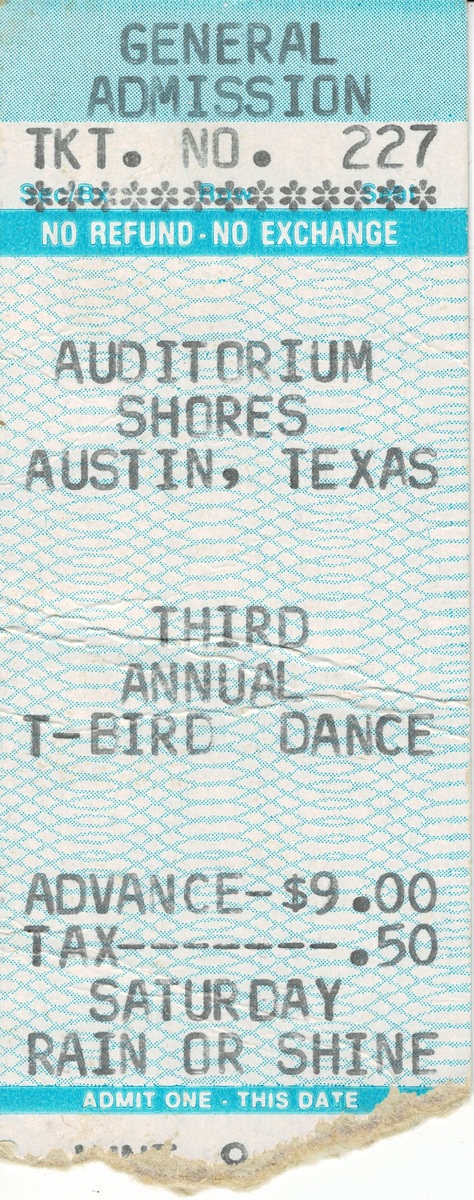 GENERAL
ADMISSION
TKT. NO. 227
Sec/Bx Row Seat
NO REFUND - NO EXCHANGE
AUDITORIUM
SHORES
AUSTIN, TEXAS
THIRD
ANNUAL
T-BIRD DANCE
ADVANCE-$9.00
TAX--------.50
SATURDAY
RAIN OR SHINE
ADMIT ONE - THIS DATE